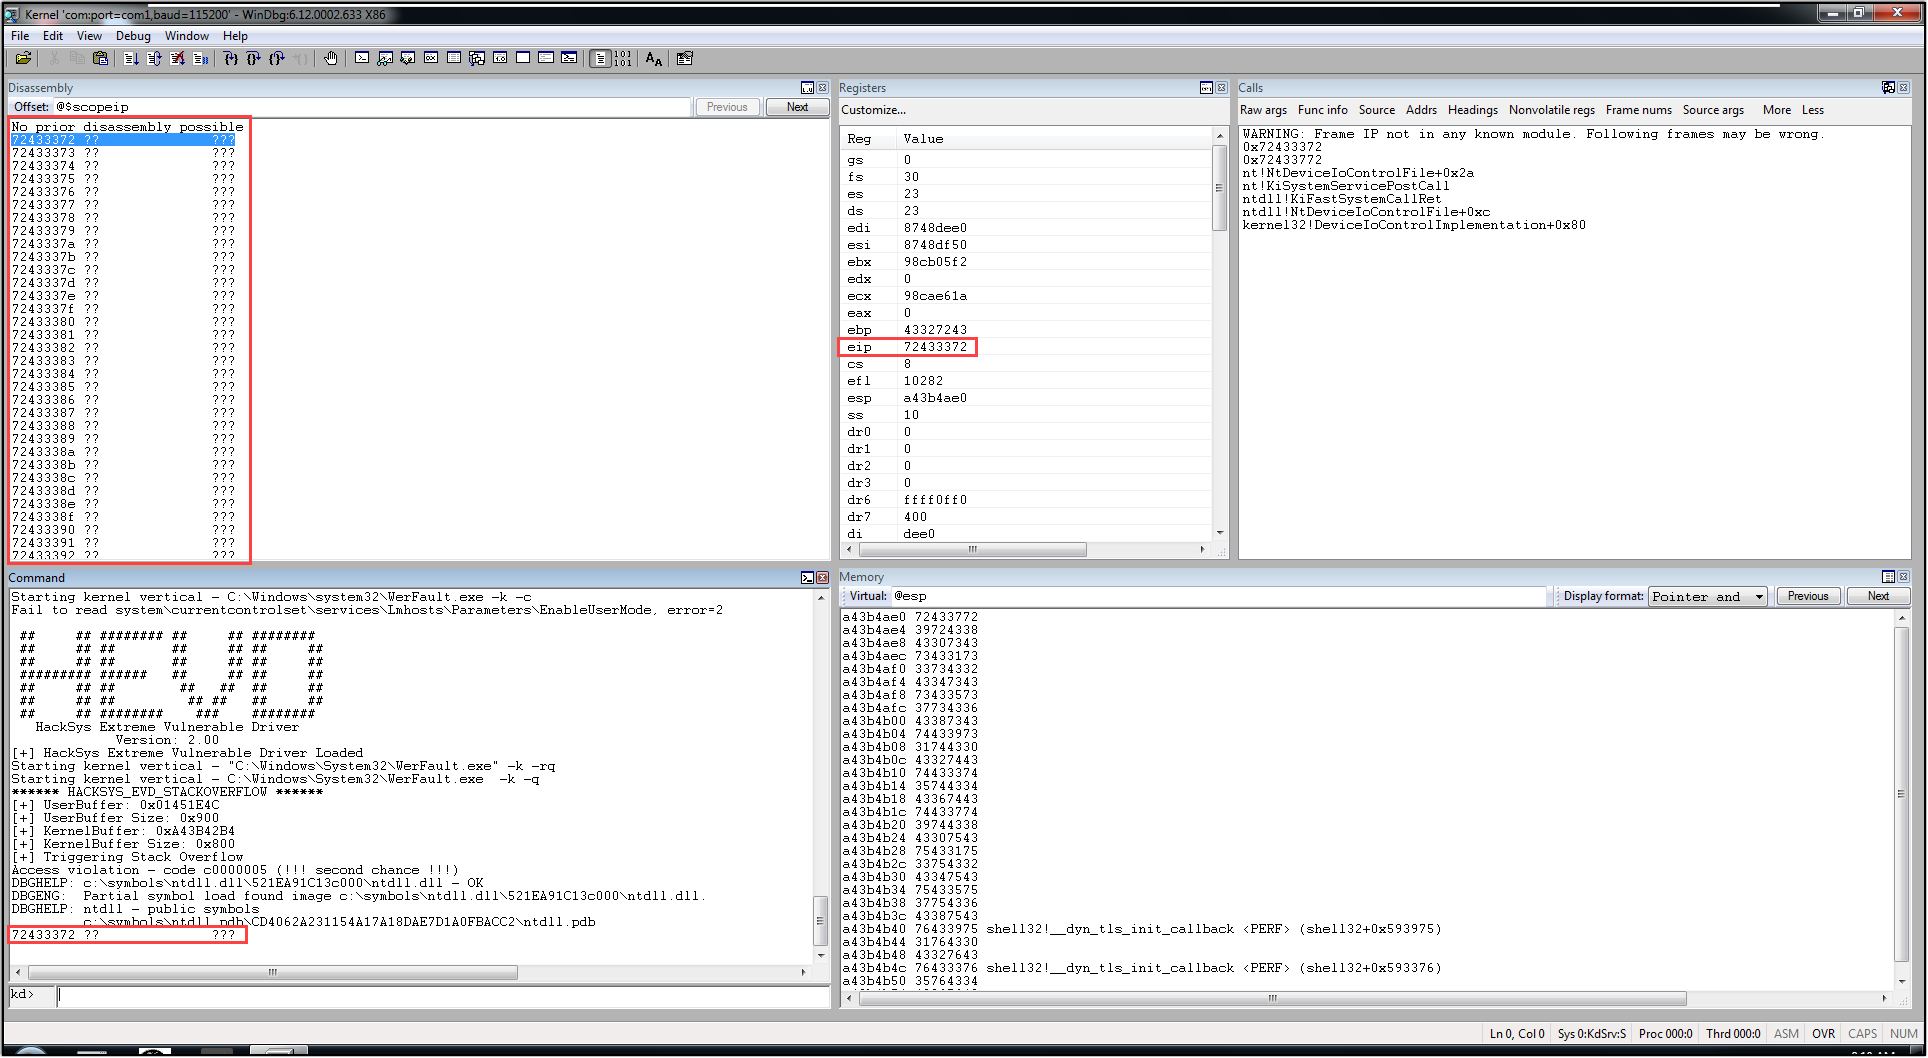 Kernel 'com:port=com1,baud=115200' - WinDbg:6.12.0002.633 X86
File Edit View Debug Window Help
Disassembly
Offset: @$scopeip
Previous Next
No prior disassembly possible
72433372 ?? ???
72433373 ?? ???
72433374 ?? ???
72433375 ?? ???
72433376 ?? ???
72433377 ?? ???
72433378 ?? ???
72433379 ?? ???
7243337a ?? ???
7243337b ?? ???
7243337c ?? ???
7243337d ?? ???
7243337e ?? ???
7243337f ?? ???
72433380 ?? ???
72433381 ?? ???
72433382 ?? ???
72433383 ?? ???
72433384 ?? ???
72433385 ?? ???
72433386 ?? ???
72433387 ?? ???
72433388 ?? ???
72433389 ?? ???
7243338a ?? ???
7243338b ?? ???
7243338c ?? ???
7243338d ?? ???
7243338e ?? ???
7243338f ?? ???
72433390 ?? ???
72433391 ?? ???
72433392 ?? ???
Registers
Customize...
Reg Value
gs 0
fs 30
es 23
ds 23
edi 8748dee0
esi 8748df50
ebx 98cb05f2
edx 0
ecx 98cae61a
eax 0
ebp 43327243
eip 72433372
cs 8
efl 10282
esp a43b4ae0
ss 10
dr0 0
dr1 0
dr2 0
dr3 0
dr6 ffff0ff0
dr7 400
di dee0
Calls
Raw args Func info Source Addrs Headings Nonvolatile regs Frame nums Source args More Less
WARNING: Frame IP not in any known module. Following frames may be wrong.
0x72433372
0x72433772
nt!NtDeviceIoControlFile+0x2a
nt!KiSystemServicePostCall
ntdll!KiFastSystemCallRet
ntdll!NtDeviceIoControlFile+0xc
kernel32!DeviceIoControlImplementation+0x80
Command
Starting kernel vertical - C:\Windows\system32\WerFault.exe -k -c
Fail to read system\currentcontrolset\services\Lmhosts\Parameters\EnableUserMode, error=2
##     ## ######## ##     ## ########
##     ## ##       ##     ## ##     ##
##     ## ##       ##     ## ##     ##
######### ######   ##     ## ##     ##
##     ## ##        ##   ##  ##     ##
##     ## ##         ## ##   ##     ##
##     ## ########    ###    ########
HackSys Extreme Vulnerable Driver
Version: 2.00
[+] HackSys Extreme Vulnerable Driver Loaded
Starting kernel vertical - "C:\Windows\System32\WerFault.exe" -k -rq
Starting kernel vertical - C:\Windows\System32\WerFault.exe  -k -q
****** HACKSYS_EVD_STACKOVERFLOW ******
[+] UserBuffer: 0x01451E4C
[+] UserBuffer Size: 0x900
[+] KernelBuffer: 0xA43B42B4
[+] KernelBuffer Size: 0x800
[+] Triggering Stack Overflow
Access violation - code c0000005 (!!! second chance !!!)
DBGHELP: c:\symbols\ntdll.dll\521EA91C13c000\ntdll.dll - OK
DBGENG:  Partial symbol load found image c:\symbols\ntdll.dll\521EA91C13c000\ntdll.dll.
DBGHELP: ntdll - public symbols
c:\symbols\ntdll.pdb\CD4062A231154A17A18DAE7D1A0FBACC2\ntdll.pdb
72433372 ?? ???
kd>
Memory
Virtual: @esp Display format: Pointer and Previous Next
a43b4ae0 72433772
a43b4ae4 39724338
a43b4ae8 43307343
a43b4aec 73433173
a43b4af0 33734332
a43b4af4 43347343
a43b4af8 73433573
a43b4afc 37734336
a43b4b00 43387343
a43b4b04 74433973
a43b4b08 31744330
a43b4b0c 43327443
a43b4b10 74433374
a43b4b14 35744334
a43b4b18 43367443
a43b4b1c 74433774
a43b4b20 39744338
a43b4b24 43307543
a43b4b28 75433175
a43b4b2c 33754332
a43b4b30 43347543
a43b4b34 75433575
a43b4b38 37754336
a43b4b3c 43387543
a43b4b40 76433975 shell32!__dyn_tls_init_callback <PERF> (shell32+0x593975)
a43b4b44 31764330
a43b4b48 43327643
a43b4b4c 76433376 shell32!__dyn_tls_init_callback <PERF> (shell32+0x593376)
a43b4b50 35764334
Ln 0, Col 0 Sys 0:KdSrv:S Proc 000:0 Thrd 000:0 ASM OVR CAPS NUM